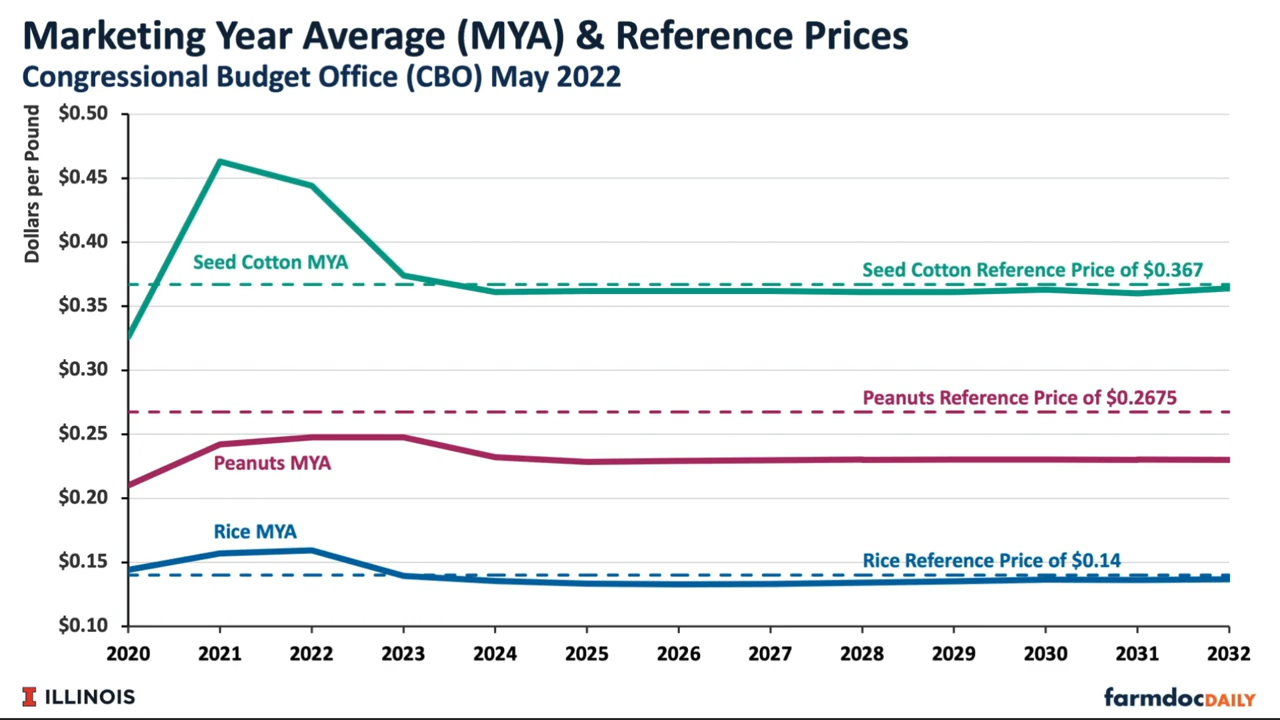 Marketing Year Average (MYA) & Reference Prices
Congressional Budget Office (CBO) May 2022
Dollars per Pound
$0.50
$0.45
$0.40
$0.35
$0.30
$0.25
$0.20
$0.15
$0.10
Seed Cotton MYA
Seed Cotton Reference Price of $0.367
Peanuts Reference Price of $0.2675
Peanuts MYA
Rice MYA
Rice Reference Price of $0.14
2020 2021 2022 2023 2024 2025 2026 2027 2028 2029 2030 2031 2032
I ILLINOIS
farmdocDAILY